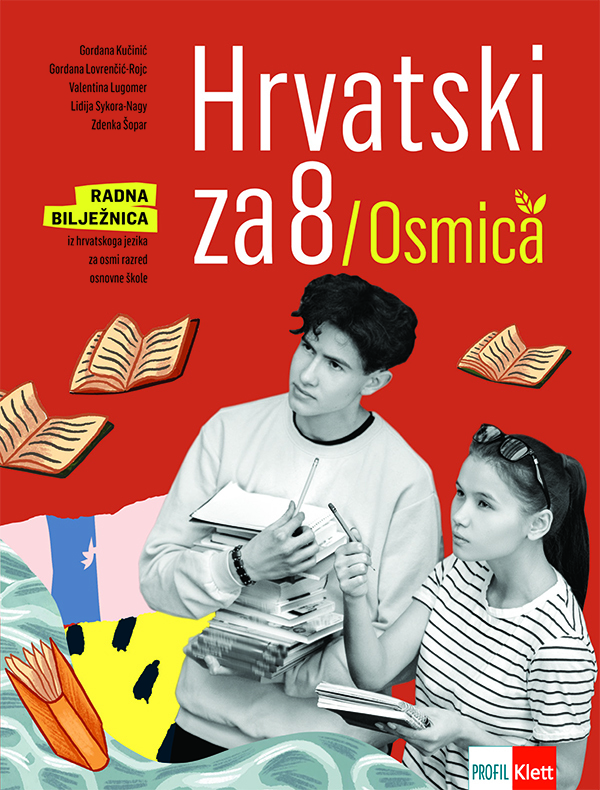 Gordana Kučinić
Gordana Lovrenčić-Rojc
Valentina Lugomer
Lidija Sykora-Nagy
Zdenka Šopar
Hrvatski
za 8 / Osmica
RADNA
BILJEŽNICA
iz hrvatskoga jezika
za osmi razred
osnovne škole
PROFIL Klett